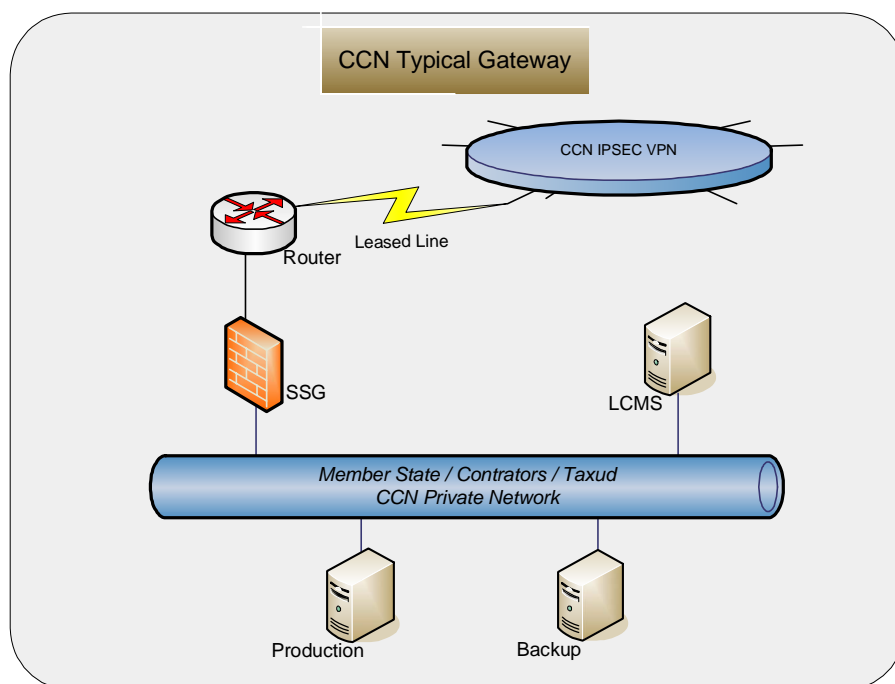 CCN Typical Gateway
CCN IPSEC VPN
Leased Line
Router
SSG
LCMS
Member State / Contrators / Taxud
CCN Private Network
Production
Backup